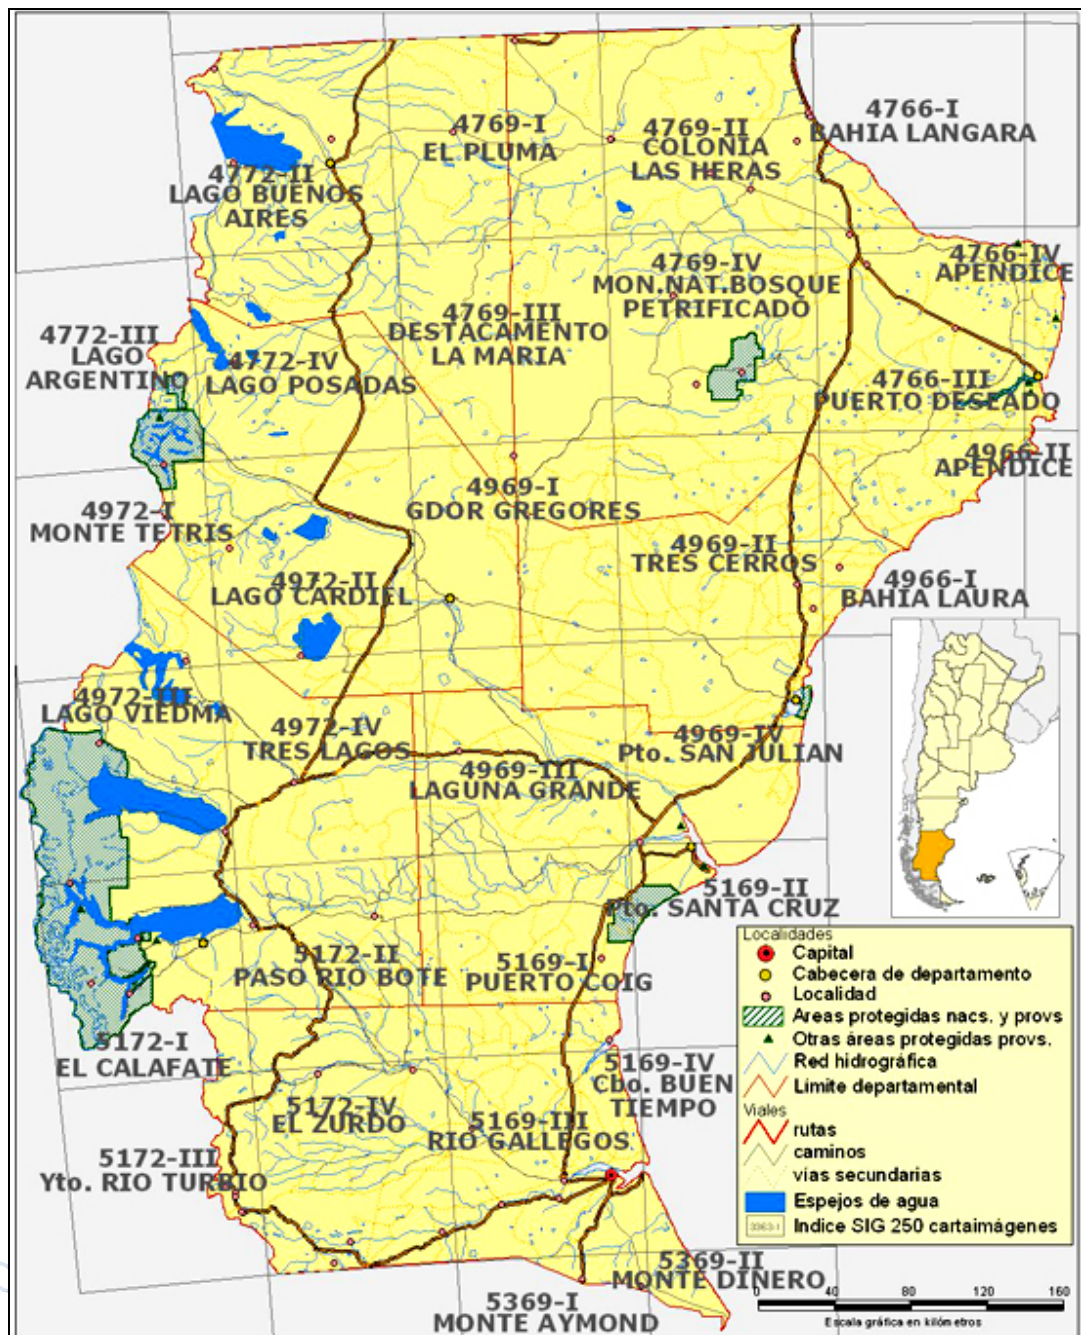 4766-I
BAHIA LANGARA
4769-I
EL PLUMA
4769-II
COLONIA
LAS HERAS
4772-II
LAGO BUENOS
AIRES
4766-IV
APENDICE
4769-IV
MON.NAT.BOSQUE
PETRIFICADO
4769-III
DESTACAMENTO
LA MARIA
4772-III
LAGO
ARGENTINO
4772-IV
LAGO POSADAS
4766-III
PUERTO DESEADO
4966-II
APENDICE
4969-I
GDOR GREGORES
4972-I
MONTE TETRIS
4969-II
TRES CERROS
4972-II
LAGO CARDIEL
4966-I
BAHIA LAURA
4972-III
LAGO VIEDMA
4972-IV
TRES LAGOS
4969-IV
Pto. SAN JULIAN
4969-III
LAGUNA GRANDE
5169-II
Pto. SANTA CRUZ
5172-II
PASO RIO BOTE
5169-I
PUERTO COIG
5172-I
EL CALAFATE
5169-IV
Cbo. BUEN
TIEMPO
5172-IV
EL ZURDO
5169-III
RIO GALLEGOS
5172-III
Yto. RIO TURBIO
5369-II
MONTE DINERO
5369-I
MONTE AYMOND
Localidades
Capital
Cabecera de departamento
Localidad
Areas protegidas nacs. y provs
Otras áreas protegidas provs.
Red hidrográfica
Límite departamental
Viales
rutas
caminos
vías secundarias
Espejos de agua
3363-I Indice SIG 250 cartaimágenes
0 40 80 120 160
Escala gráfica en kilómetros